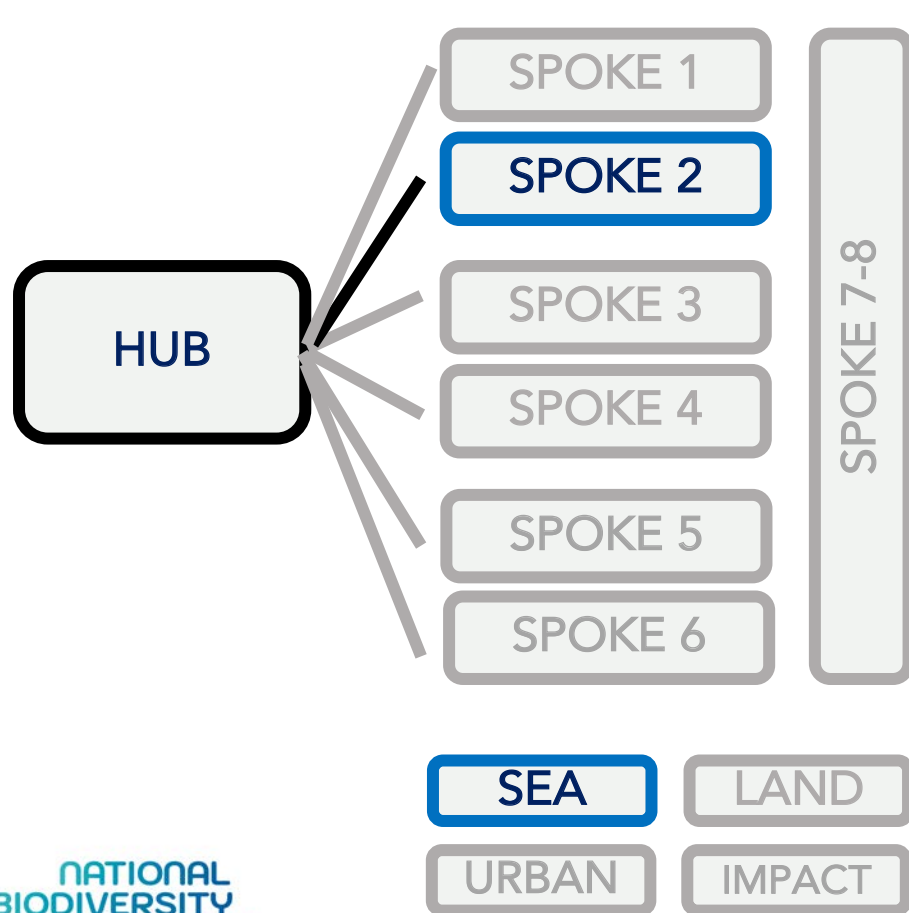 SPOKE 1
SPOKE 2
HUB
SPOKE 3
SPOKE 4
SPOKE 5
SPOKE 6
SPOKE 7-8
SEA
LAND
URBAN
IMPACT
NATIONAL
BIODIVERSITY